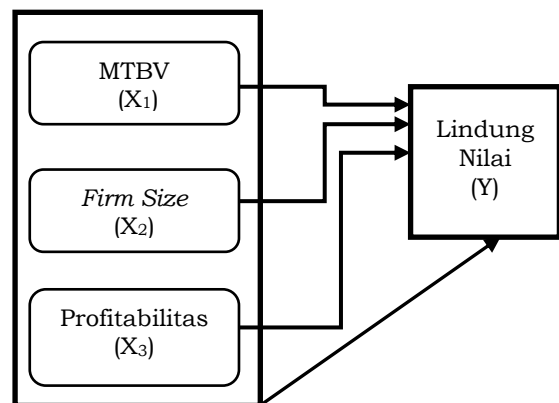 MTBV
(X₁)
Firm Size
(X₂)
Profitabilitas
(X₃)
Lindung
Nilai
(Y)